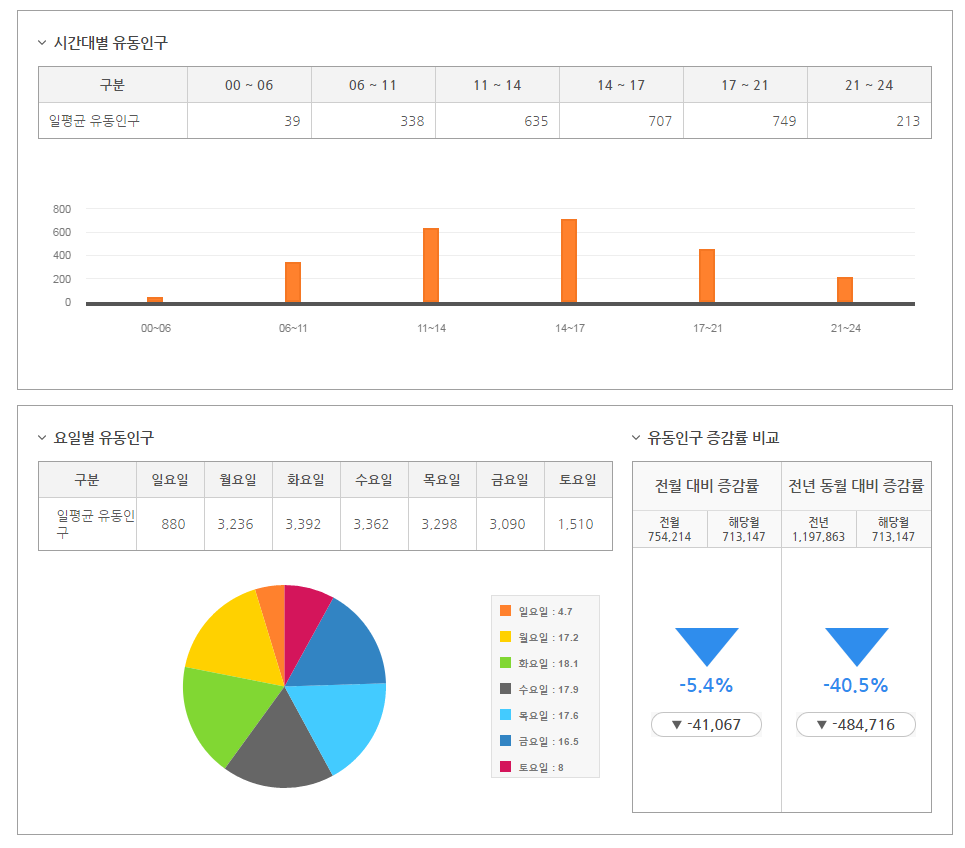 시간대별 유동인구
구분 00 ~ 06 06 ~ 11 11 ~ 14 14 ~ 17 17 ~ 21 21 ~ 24
일평균 유동인구 39 338 635 707 749 213
800
600
400
200
0
00~06 06~11 11~14 14~17 17~21 21~24
요일별 유동인구
구분 일요일 월요일 화요일 수요일 목요일 금요일 토요일
일평균 유동인
구 880 3,236 3,392 3,362 3,298 3,090 1,510
일요일 : 4.7
월요일 : 17.2
화요일 : 18.1
수요일 : 17.9
목요일 : 17.6
금요일 : 16.5
토요일 : 8
유동인구 증감률 비교
전월 대비 증감률 전년 동월 대비 증감률
전월 해당월 전년 해당월
754,214 713,147 1,197,863 713,147
-5.4% -40.5%
▼ -41,067 ▼ -484,716